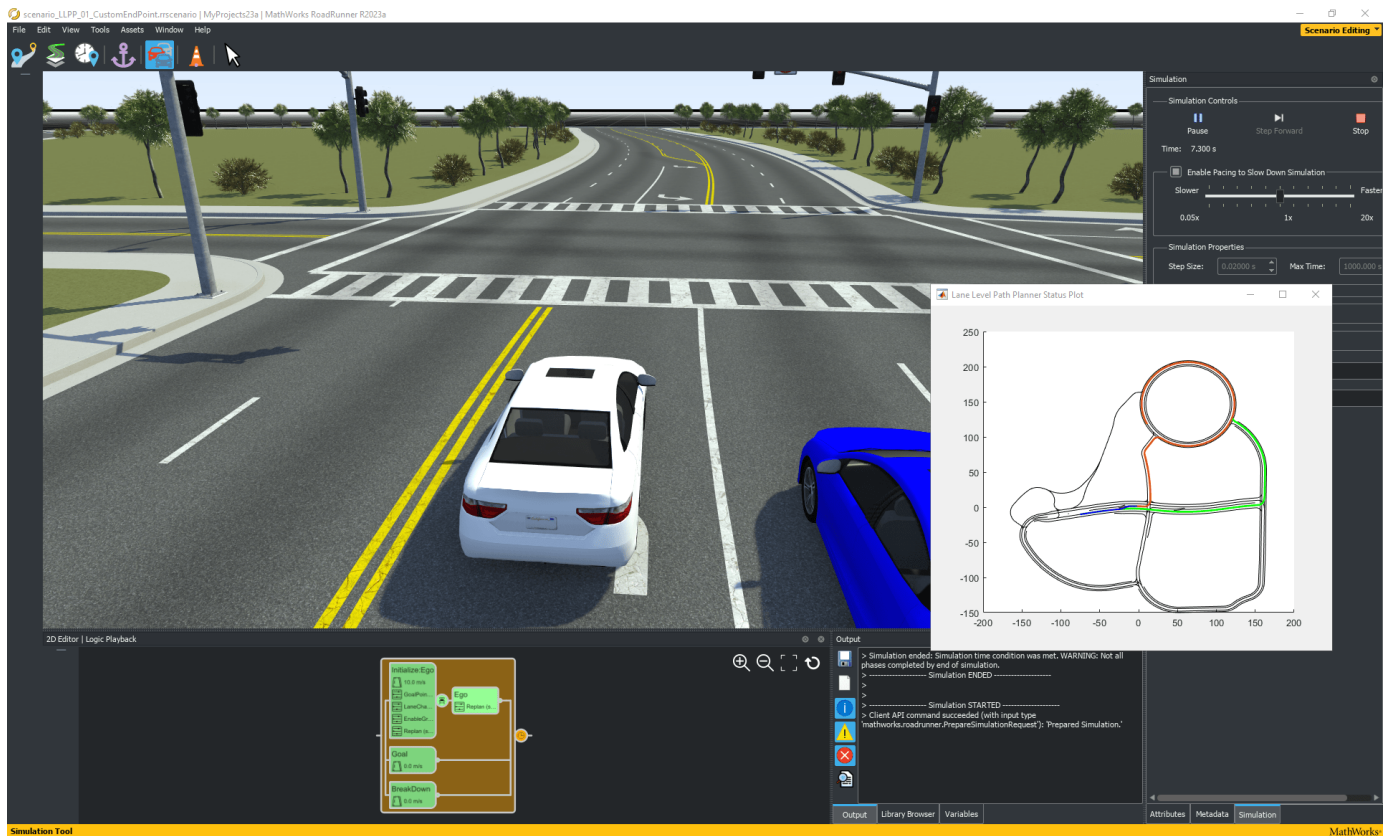 scenario_LLPP_01_CustomEndPoint.rrscenario | MyProjects23a | MathWorks RoadRunner R2023a
File Edit View Tools Assets Window Help
Scenario Editing
Simulation
Simulation Controls
Pause Step Forward Stop
Time: 7.300 s
Enable Pacing to Slow Down Simulation
Slower Faster
0.05x 1x 20x
Simulation Properties
Step Size: 0.02000 s Max Time: 1000.000 s
Lane Level Path Planner Status Plot
250
200
150
100
50
0
-50
-100
-150
-200 -150 -100 -50 0 50 100 150 200
2D Editor | Logic Playback
Initialize:Ego
10.0 m/s
GoalPoin...
LaneCha...
EnableGr...
Replan (s...
Ego
Replan (s...
Goal
0.0 m/s
BreakDown
0.0 m/s
Output
> Simulation ended: Simulation time condition was met. WARNING: Not all
phases completed by end of simulation.
> -------------------- Simulation ENDED --------------------
>
>
> -------------------- Simulation STARTED --------------------
> Client API command succeeded (with input type
'mathworks.roadrunner.PrepareSimulationRequest'): 'Prepared Simulation.'
Output Library Browser Variables
Attributes Metadata Simulation
Simulation Tool
MathWorks